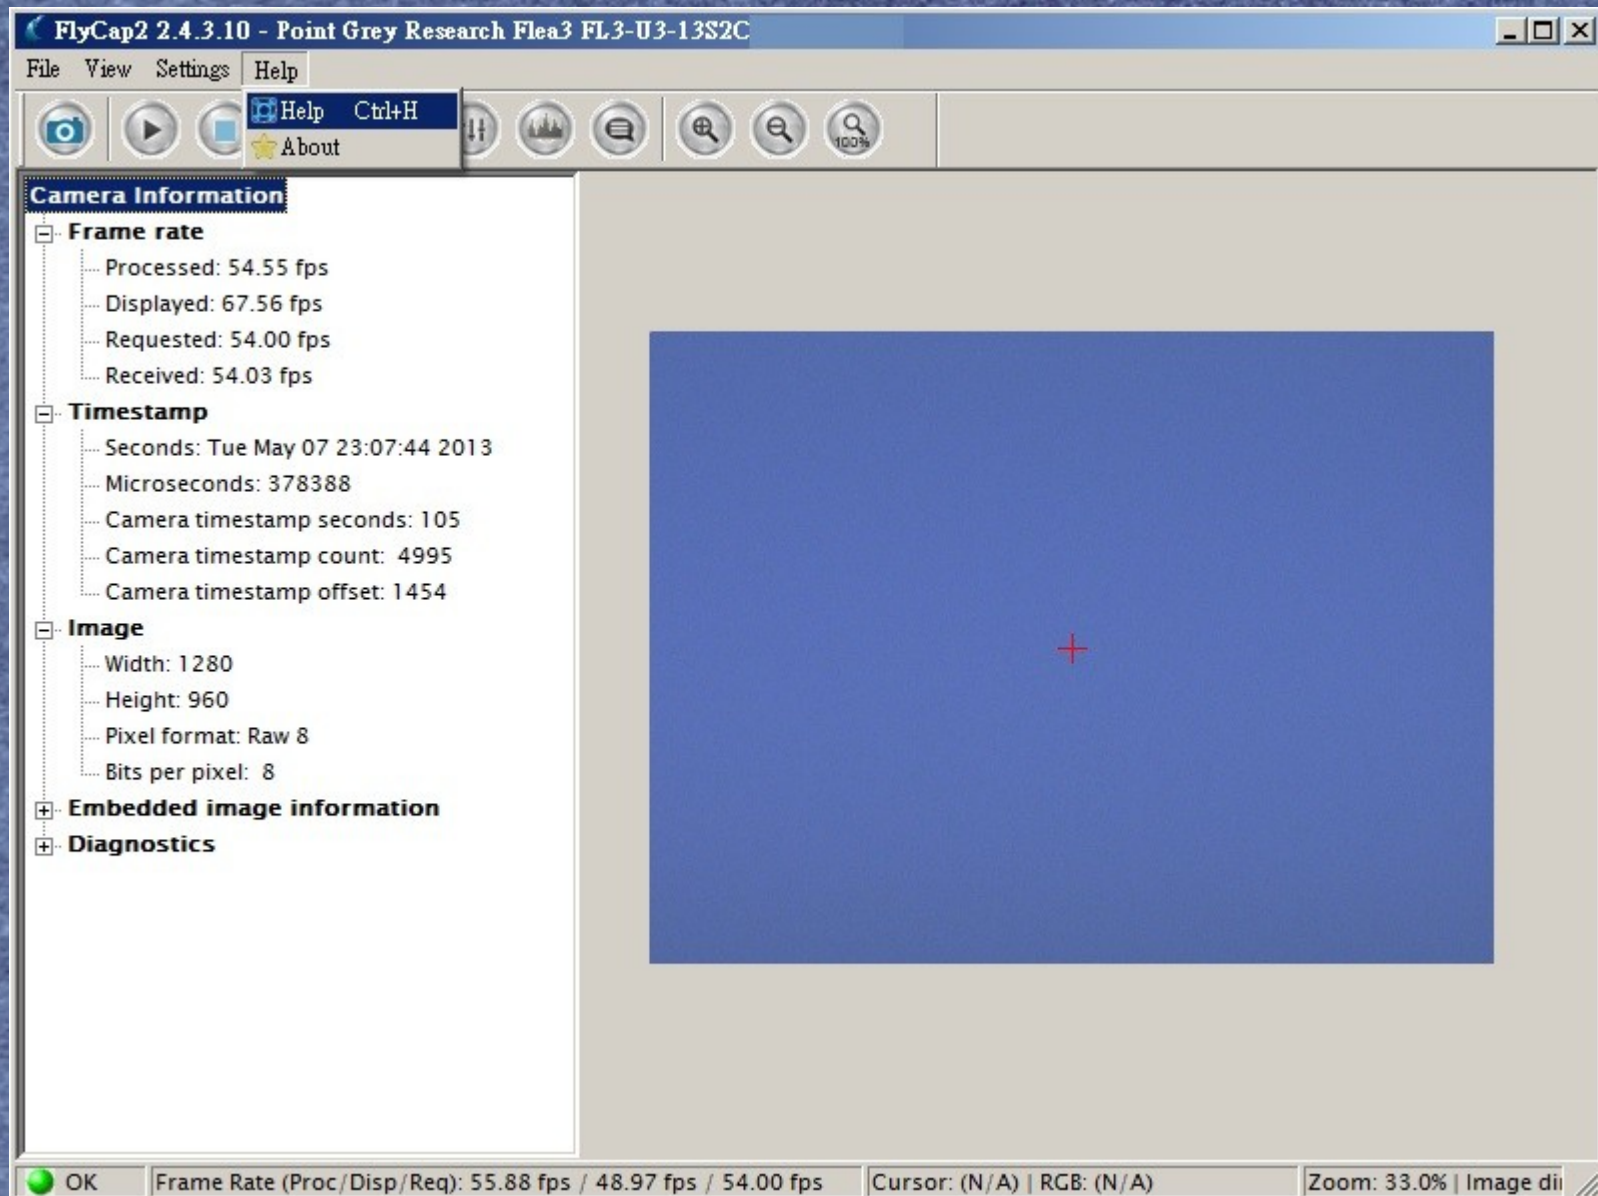 FlyCap2 2.4.3.10 - Point Grey Research Flea3 FL3-U3-13S2C
File View Settings Help
Help Ctrl+H
About
100%
Camera Information
Frame rate
Processed: 54.55 fps
Displayed: 67.56 fps
Requested: 54.00 fps
Received: 54.03 fps
Timestamp
Seconds: Tue May 07 23:07:44 2013
Microseconds: 378388
Camera timestamp seconds: 105
Camera timestamp count: 4995
Camera timestamp offset: 1454
Image
Width: 1280
Height: 960
Pixel format: Raw 8
Bits per pixel: 8
Embedded image information
Diagnostics
OK Frame Rate (Proc/Disp/Req): 55.88 fps / 48.97 fps / 54.00 fps Cursor: (N/A) | RGB: (N/A) Zoom: 33.0% | Image